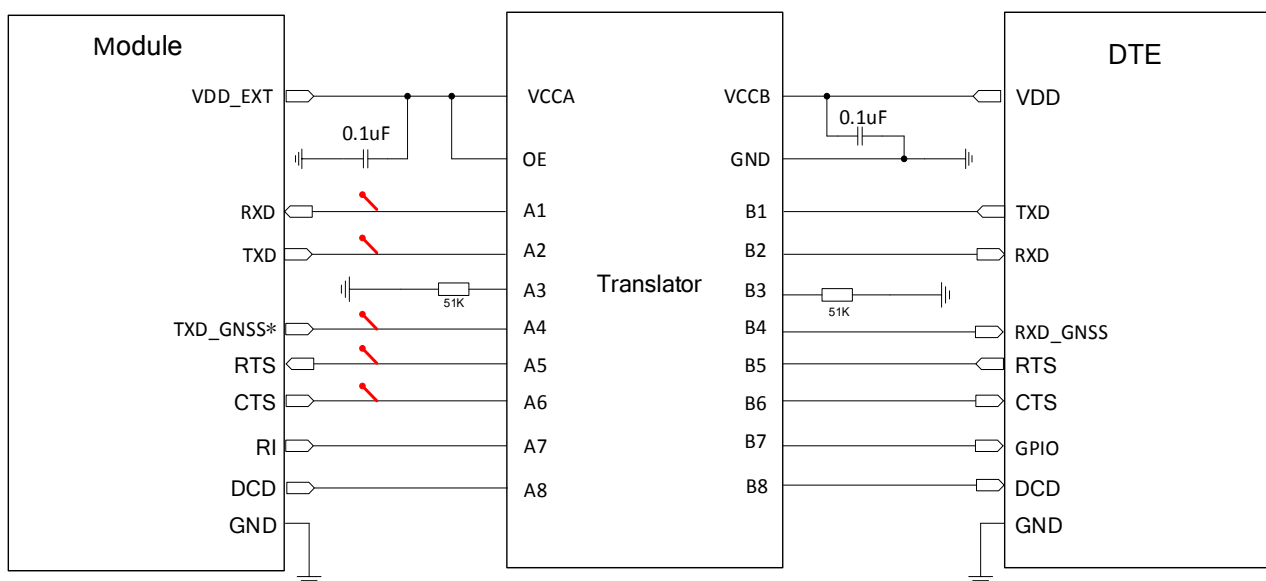 Module
DTE
VDD_EXT
VCCA
VCCB
VDD
0.1uF
0.1uF
OE
GND
RXD
A1
B1
TXD
TXD
A2
B2
RXD
Translator
A3
B3
51K
51K
TXD_GNSS*
A4
B4
RXD_GNSS
RTS
A5
B5
RTS
CTS
A6
B6
CTS
RI
A7
B7
GPIO
DCD
A8
B8
DCD
GND
GND